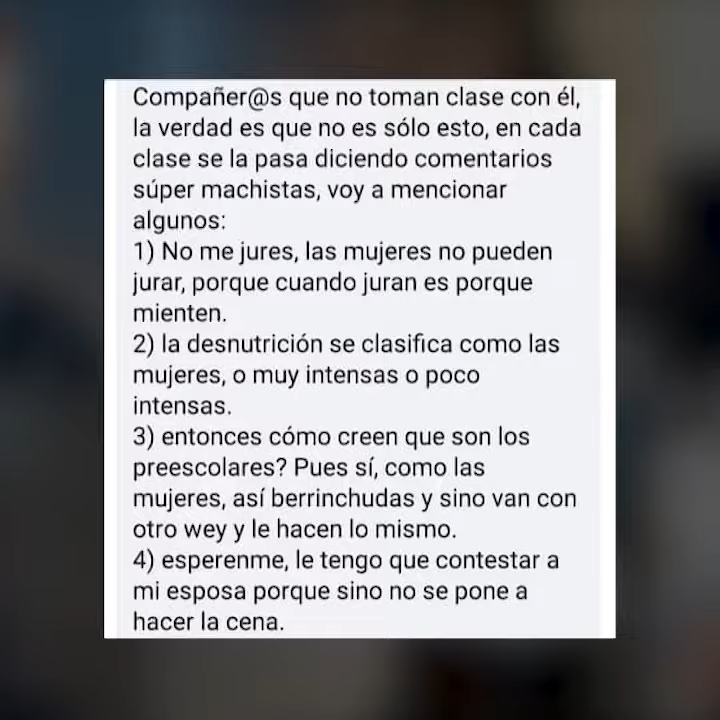 Compañer@s que no toman clase con él,
la verdad es que no es sólo esto, en cada
clase se la pasa diciendo comentarios
súper machistas, voy a mencionar
algunos:
1) No me jures, las mujeres no pueden
jurar, porque cuando juran es porque
mienten.
2) la desnutrición se clasifica como las
mujeres, o muy intensas o poco
intensas.
3) entonces cómo creen que son los
preescolares? Pues sí, como las
mujeres, así berrinchudas y sino van con
otro wey y le hacen lo mismo.
4) esperenme, le tengo que contestar a
mi esposa porque sino no se pone a
hacer la cena.